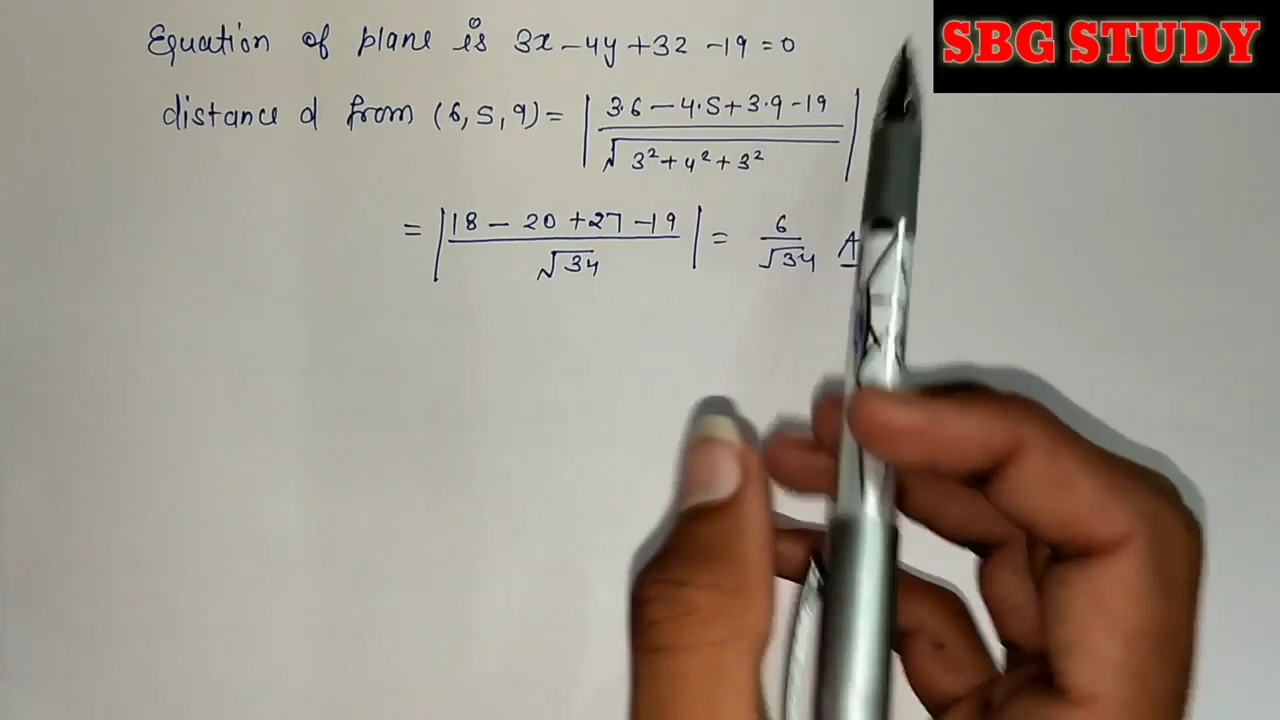 SBG STUDY
Equation of plane is 3x - 4y + 3z - 19 = 0
distance d from (6, 5, 9) = | 3·6 - 4·5 + 3·9 - 19 / √3² + 4² + 3² |
= | 18 - 20 + 27 - 19 / √34 | = 6 / √34 A